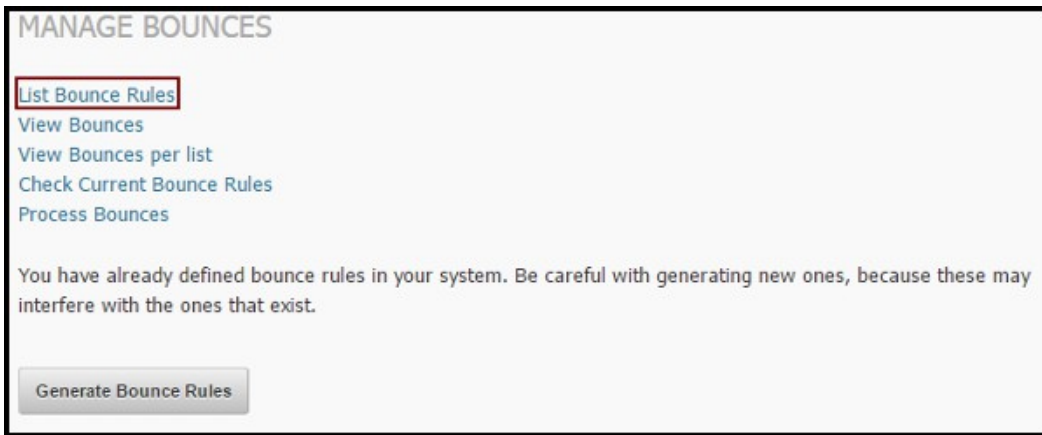 MANAGE BOUNCES
List Bounce Rules
View Bounces
View Bounces per list
Check Current Bounce Rules
Process Bounces
You have already defined bounce rules in your system. Be careful with generating new ones, because these may
interfere with the ones that exist.
Generate Bounce Rules